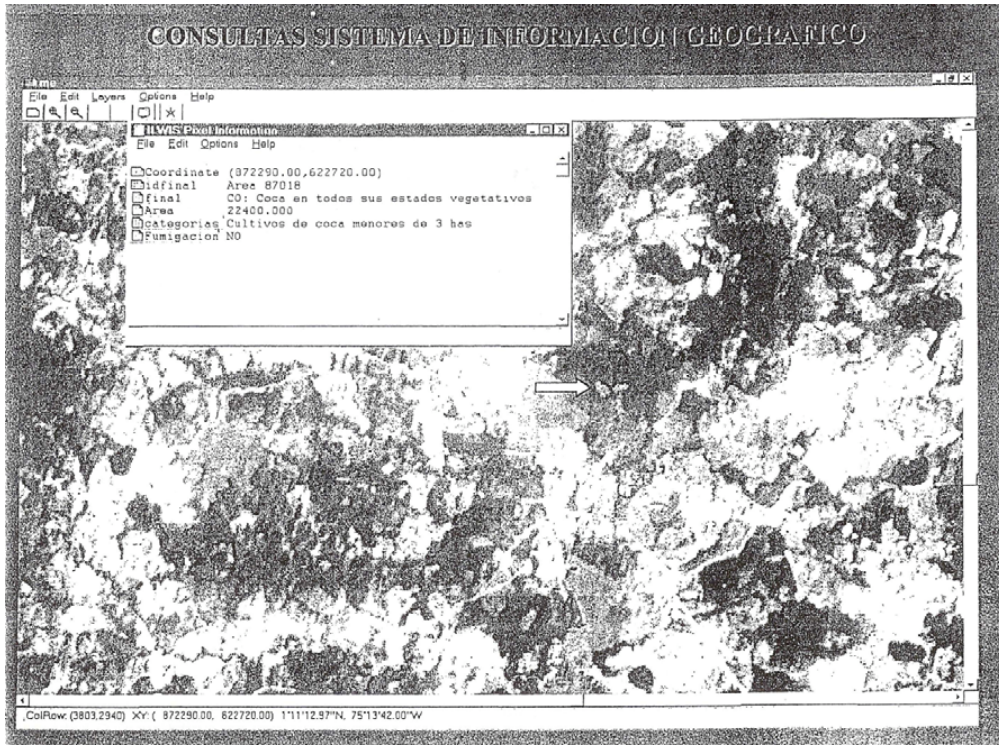 CONSULTAS SISTEMA DE INFORMACION GEOGRAFICO
File Edit Layers Options Help
ILWIS Pixel Information
File Edit Options Help
Coordinate (872290.00,622720.00)
idfinal Area 87018
final CO: Coca en todos sus estados vegetativos
Area 22400.000
categorias Cultivos de coca menores de 3 has
Fumigacion NO
,ColRow: (3803,2940) XY: ( 872290.00, 622720.00) 1°11'12.97"N, 75°13'42.00"W